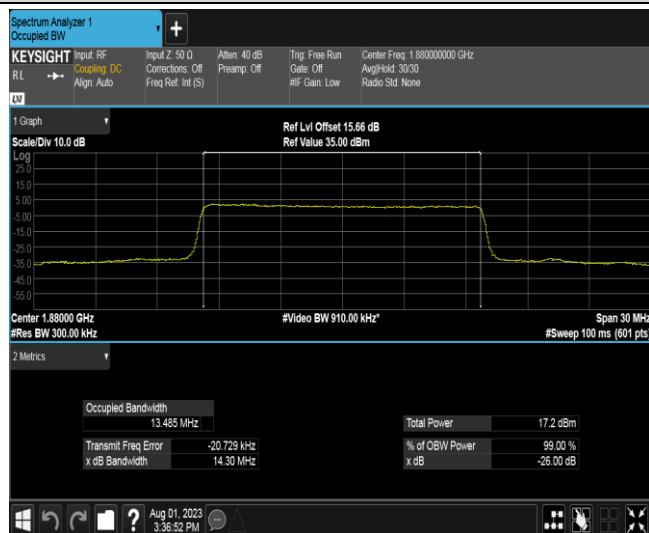 Spectrum Analyzer 1
Occupied BW
+
KEYSIGHT Input: RF Input Z: 50 Ω Atten: 40 dB Trig: Free Run Center Freq: 1.880000000 GHz
RL Coupling: DC Corrections: Off Preamp: Off Gate: Off Avg|Hold: 30/30
Align: Auto Freq Ref: Int (S) #IF Gain: Low Radio Std: None
LXI
1 Graph
Ref Lvl Offset 15.66 dB
Scale/Div 10.0 dB Ref Value 35.00 dBm
Log
25.0
15.0
5.00
-5.00
-15.0
-25.0
-35.0
-45.0
-55.0
Center 1.88000 GHz #Video BW 910.00 kHz* Span 30 MHz
#Res BW 300.00 kHz #Sweep 100 ms (601 pts)
2 Metrics
Occupied Bandwidth
13.485 MHz Total Power 17.2 dBm
Transmit Freq Error -20.729 kHz % of OBW Power 99.00 %
x dB Bandwidth 14.30 MHz x dB -26.00 dB
? Aug 01, 2023
3:36:52 PM